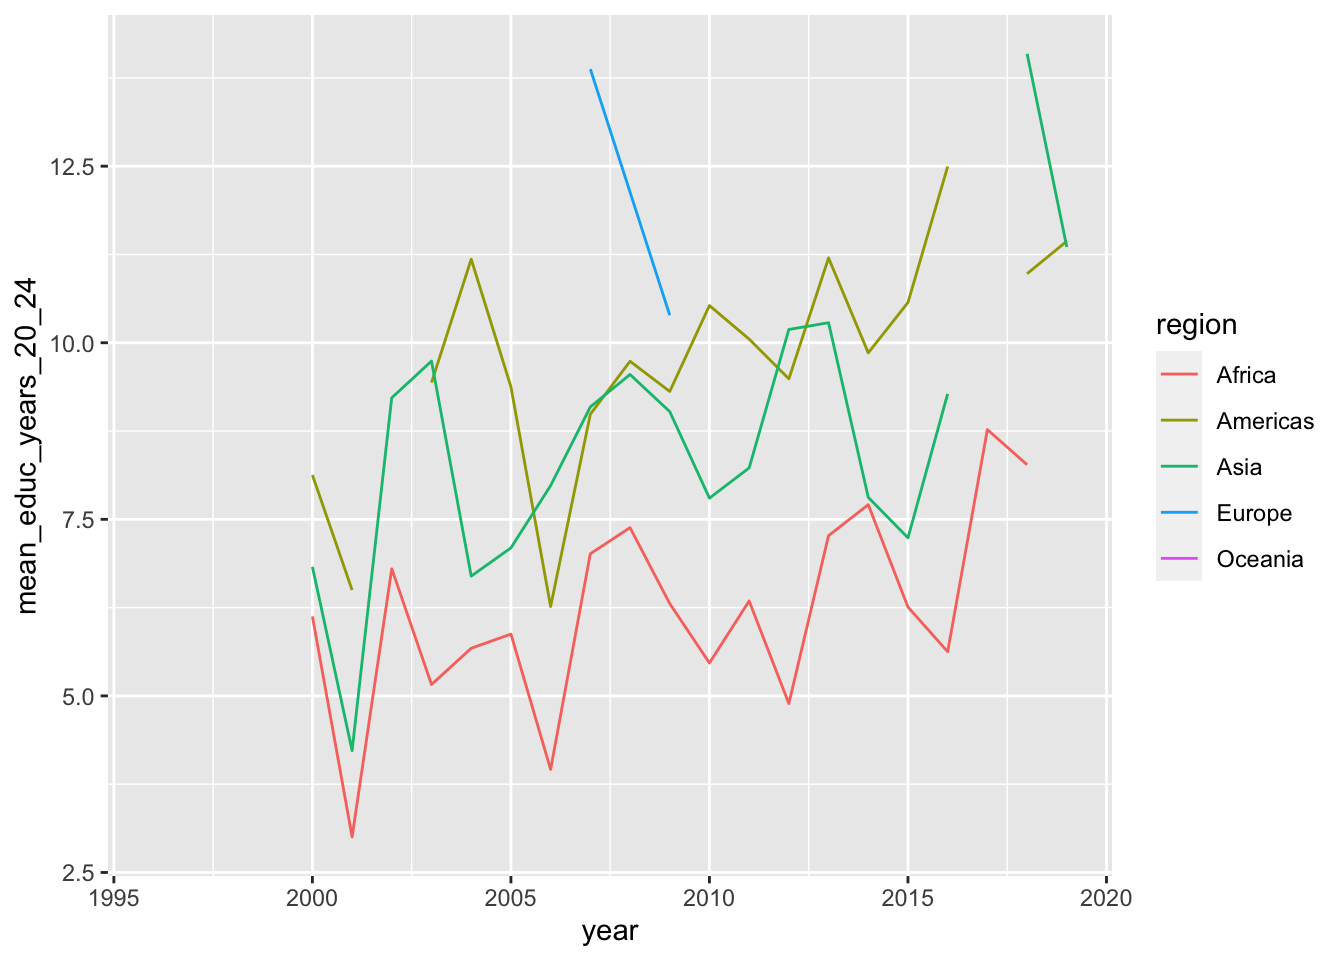 mean_educ_years_20_24
12.5
10.0
7.5
5.0
2.5
1995 2000 2005 2010 2015 2020
year
region
Africa
Americas
Asia
Europe
Oceania